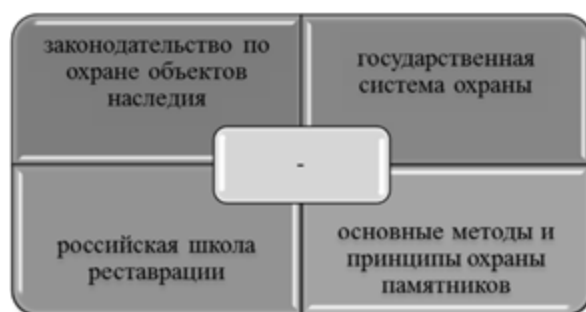 законодательство по
охране объектов
наследия
государственная
система охраны
-
российская школа
реставрации
основные методы и
принципы охраны
памятников